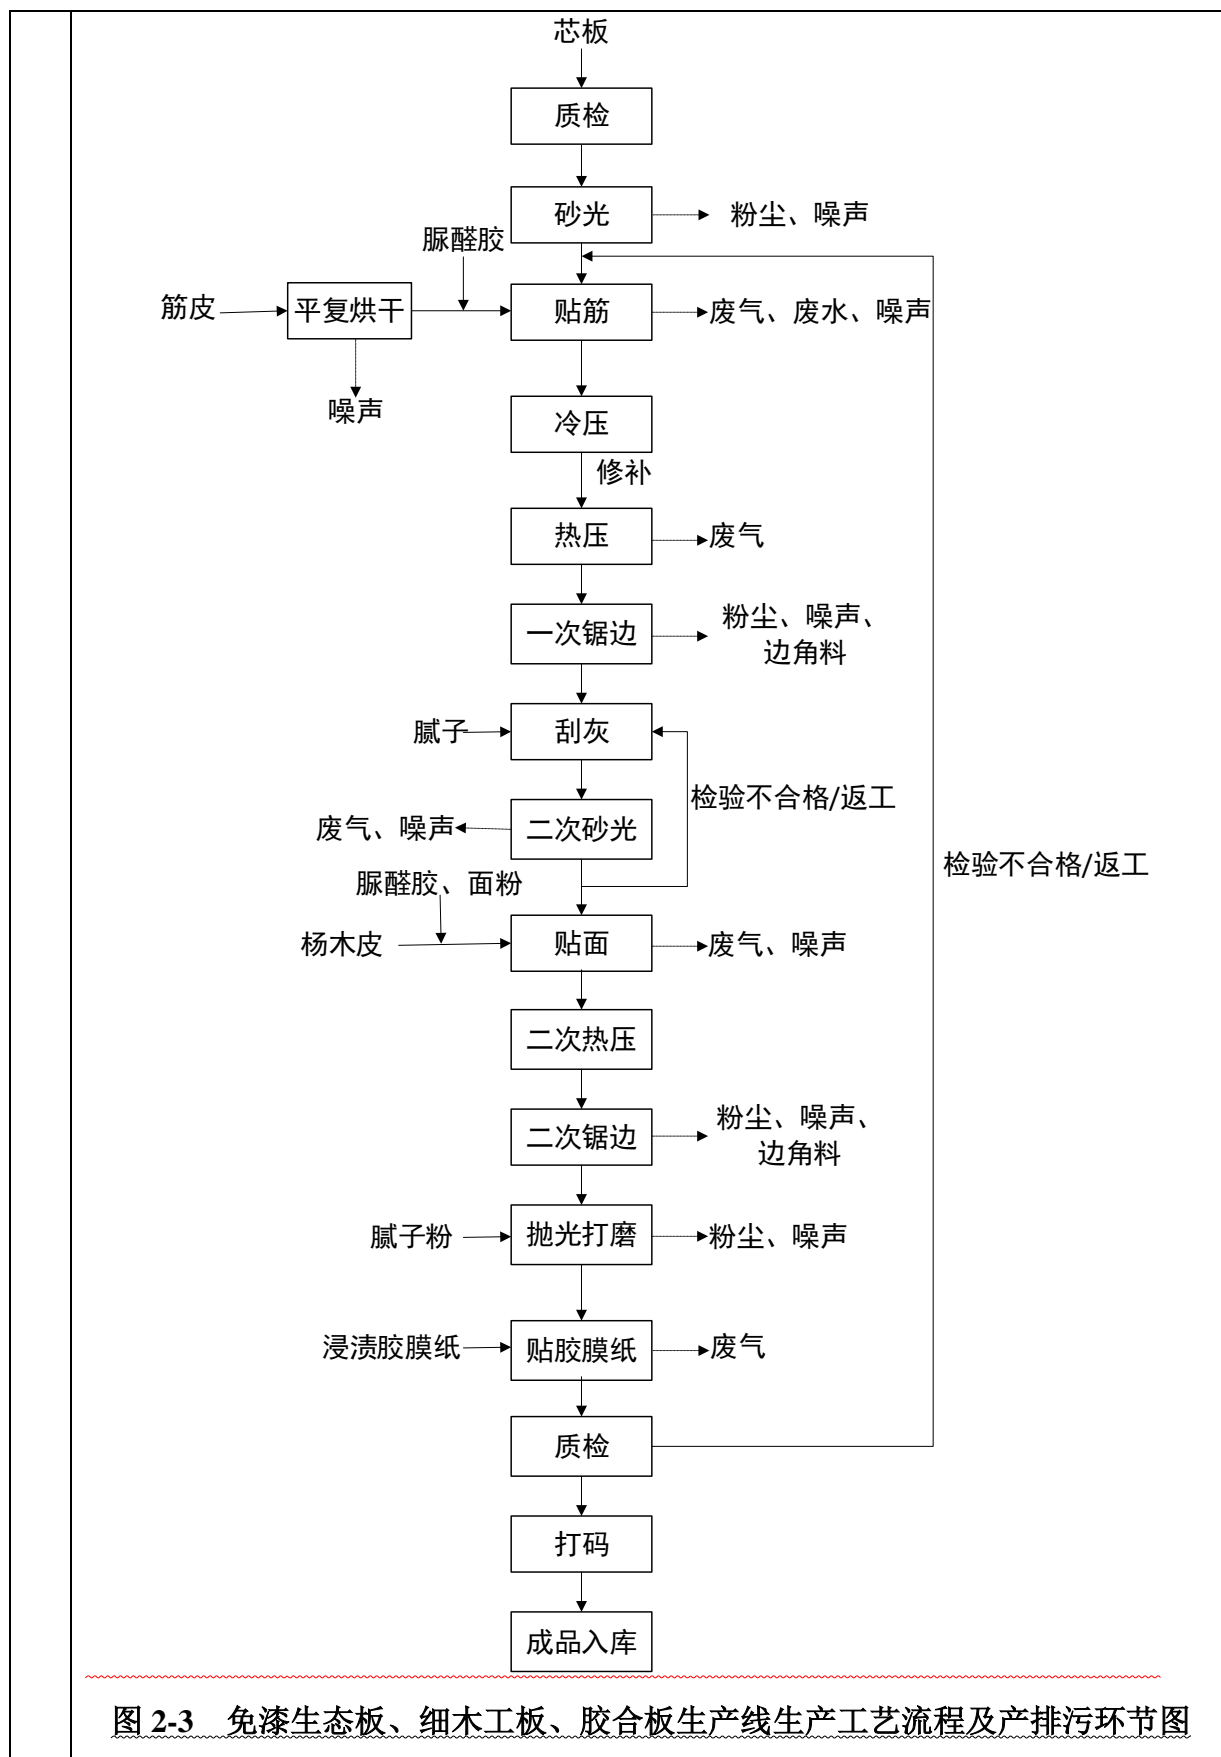 芯板
质检
砂光
粉尘、噪声
脲醛胶
筋皮
平复烘干
贴筋
废气、废水、噪声
噪声
冷压
修补
热压
废气
一次锯边
粉尘、噪声、
边角料
腻子
刮灰
检验不合格/返工
废气、噪声
二次砂光
检验不合格/返工
脲醛胶、面粉
杨木皮
贴面
废气、噪声
二次热压
二次锯边
粉尘、噪声、
边角料
腻子粉
抛光打磨
粉尘、噪声
浸渍胶膜纸
贴胶膜纸
废气
质检
打码
成品入库
图 2-3 免漆生态板、细木工板、胶合板生产线生产工艺流程及产排污环节图